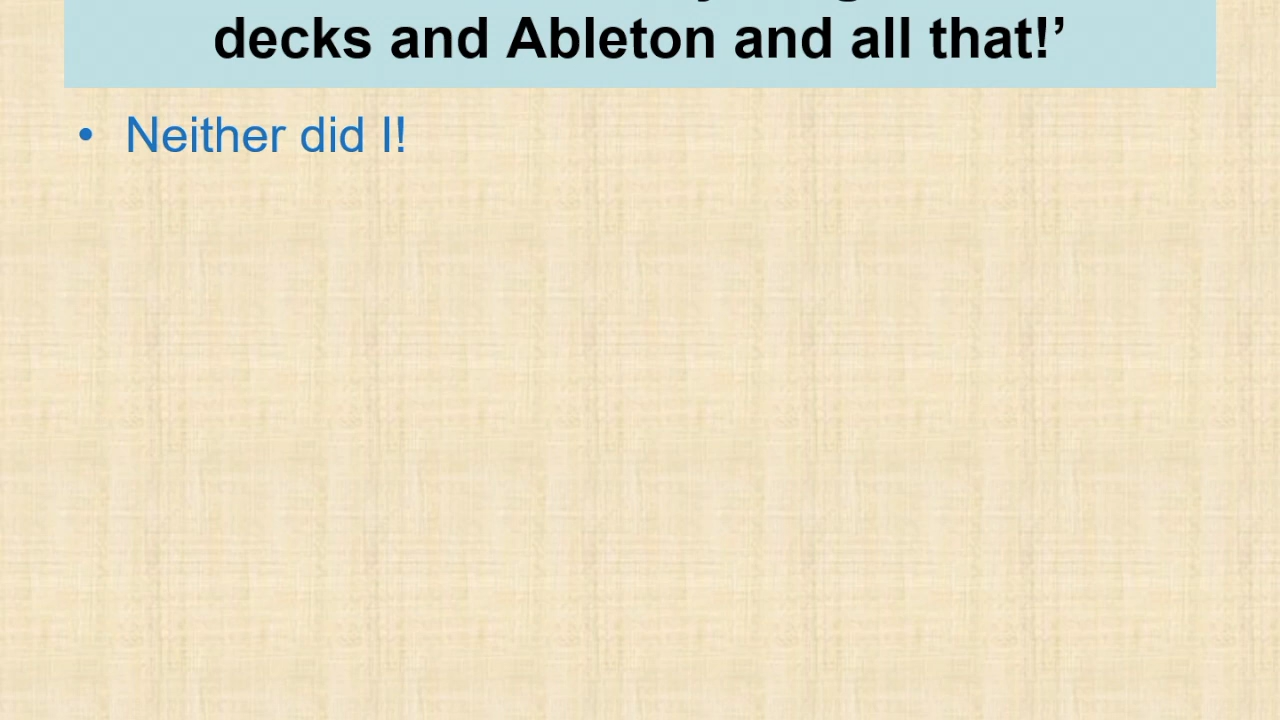 decks and Ableton and all that!’
• Neither did I!